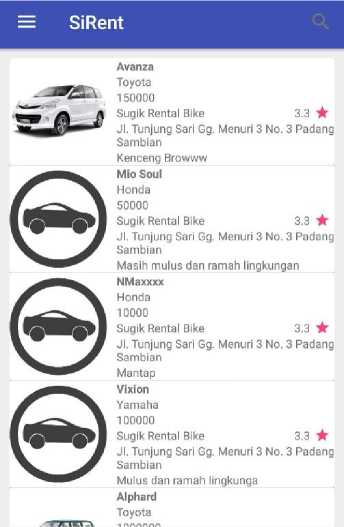 SiRent
Avanza
Toyota
150000
Sugik Rental Bike 3.3
Jl. Tunjung Sari Gg. Menuri 3 No. 3 Padang
Sambian
Kenceng Browww
Mio Soul
Honda
50000
Sugik Rental Bike 3.3
Jl. Tunjung Sari Gg. Menuri 3 No. 3 Padang
Sambian
Masih mulus dan ramah lingkungan
NMaxxxx
Honda
10000
Sugik Rental Bike 3.3
Jl. Tunjung Sari Gg. Menuri 3 No. 3 Padang
Sambian
Mantap
Vixion
Yamaha
100000
Sugik Rental Bike 3.3
Jl. Tunjung Sari Gg. Menuri 3 No. 3 Padang
Sambian
Mulus dan ramah lingkunga
Alphard
Toyota